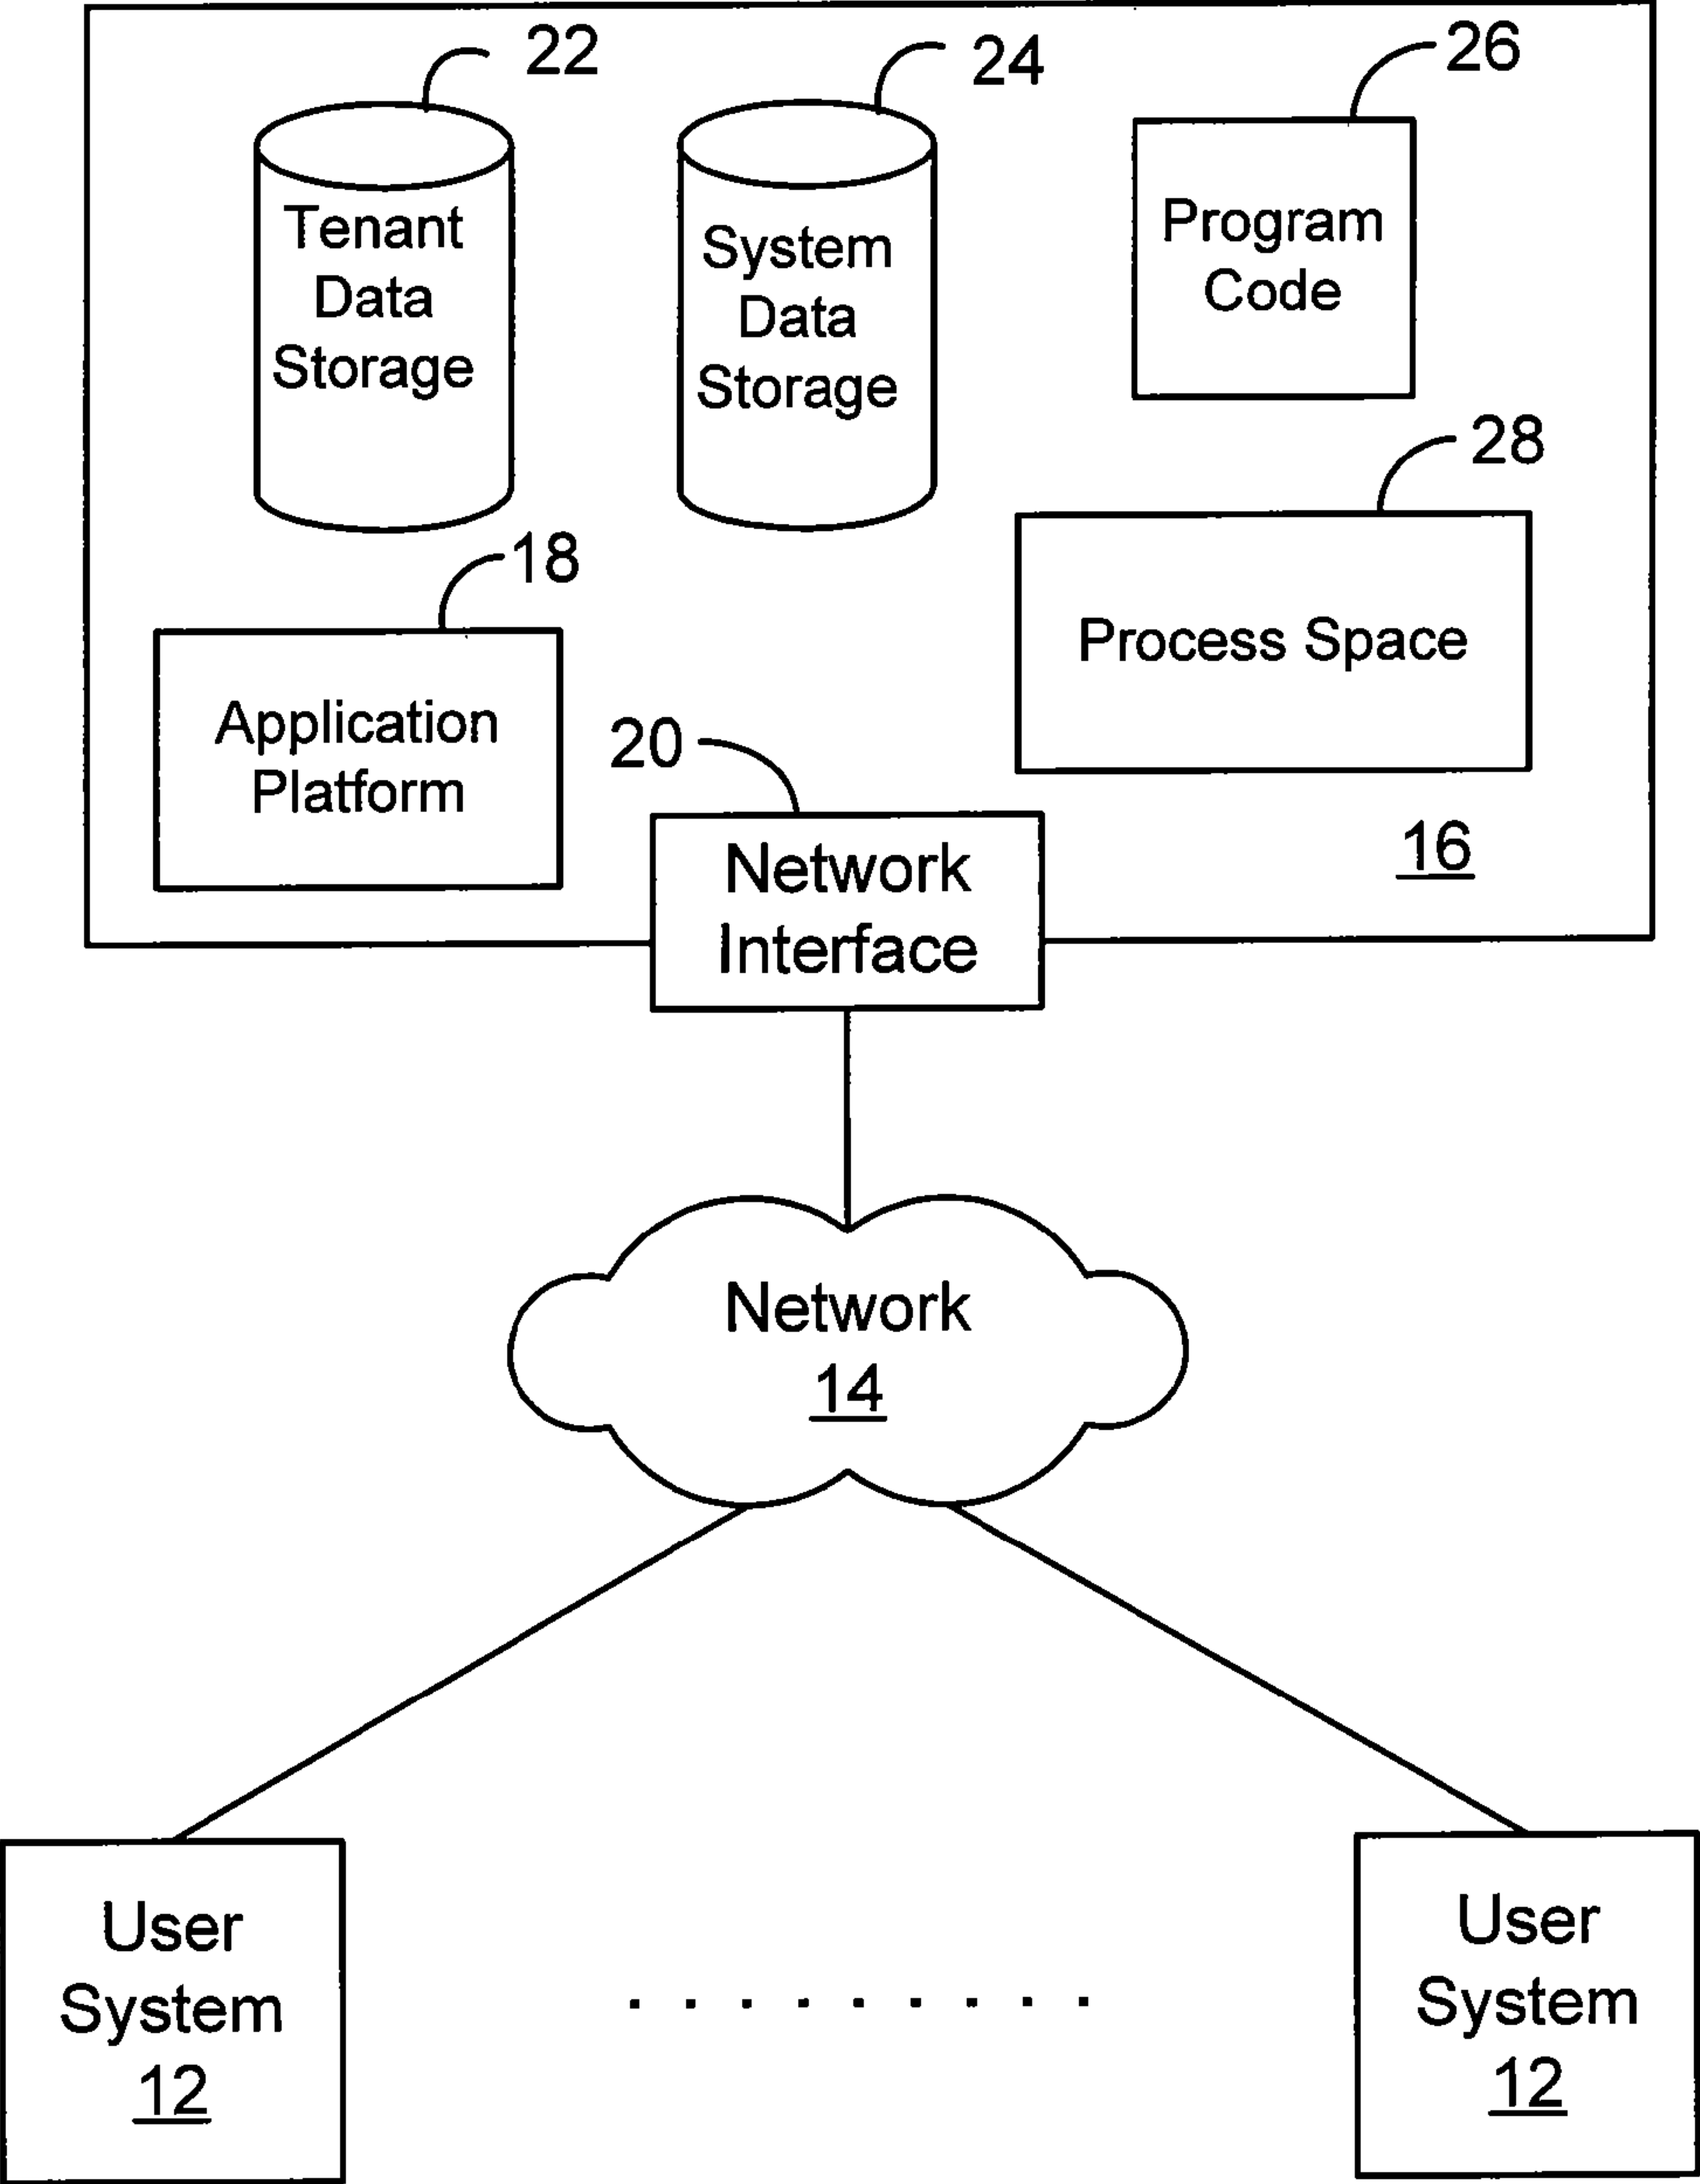 22
24
26
Tenant
Data
Storage
System
Data
Storage
Program
Code
28
18
Process Space
Application
Platform
20
16
Network
Interface
Network
14
User
System
12
.........
User
System
12